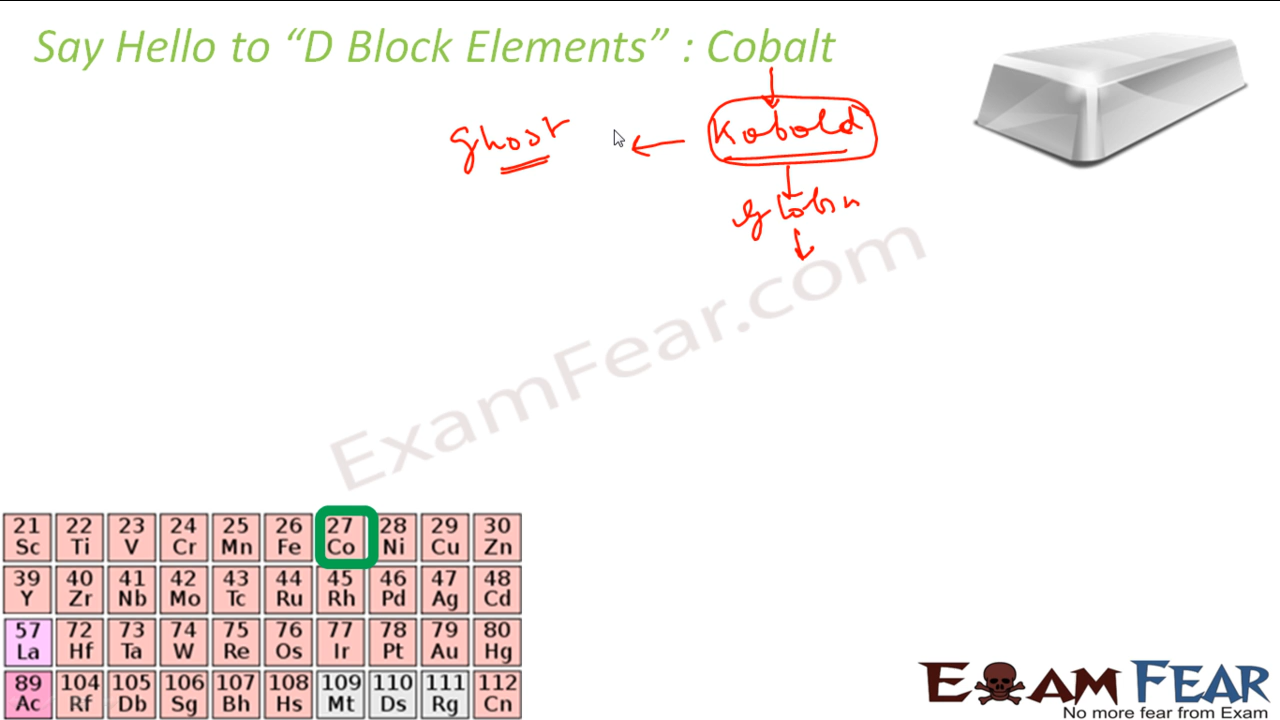 Say Hello to “D Block Elements” : Cobalt
Kobold
Ghost
ExamFear.com
21 22 23 24 25 26 27 28 29 30
Sc Ti V Cr Mn Fe Co Ni Cu Zn
39 40 41 42 43 44 45 46 47 48
Y Zr Nb Mo Tc Ru Rh Pd Ag Cd
57 72 73 74 75 76 77 78 79 80
La Hf Ta W Re Os Ir Pt Au Hg
89 104 105 106 107 108 109 110 111 112
Ac Rf Db Sg Bh Hs Mt Ds Rg Cn
EXAM FEAR
No more fear from Exam